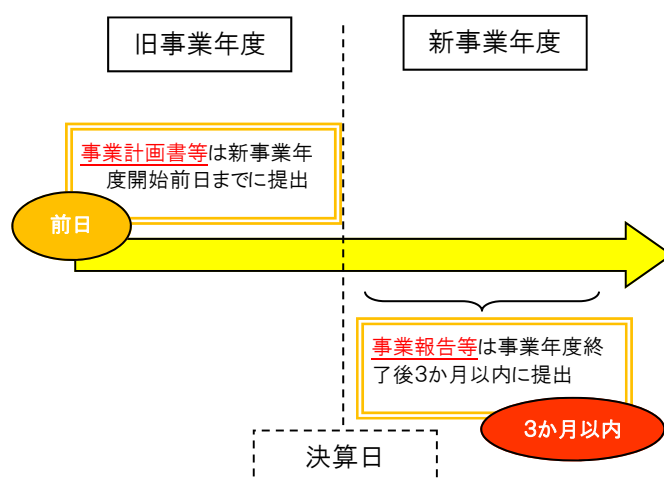 旧事業年度
新事業年度
事業計画書等は新事業年
度開始前日までに提出
前日
事業報告等は事業年度終
了後3か月以内に提出
3か月以内
決算日